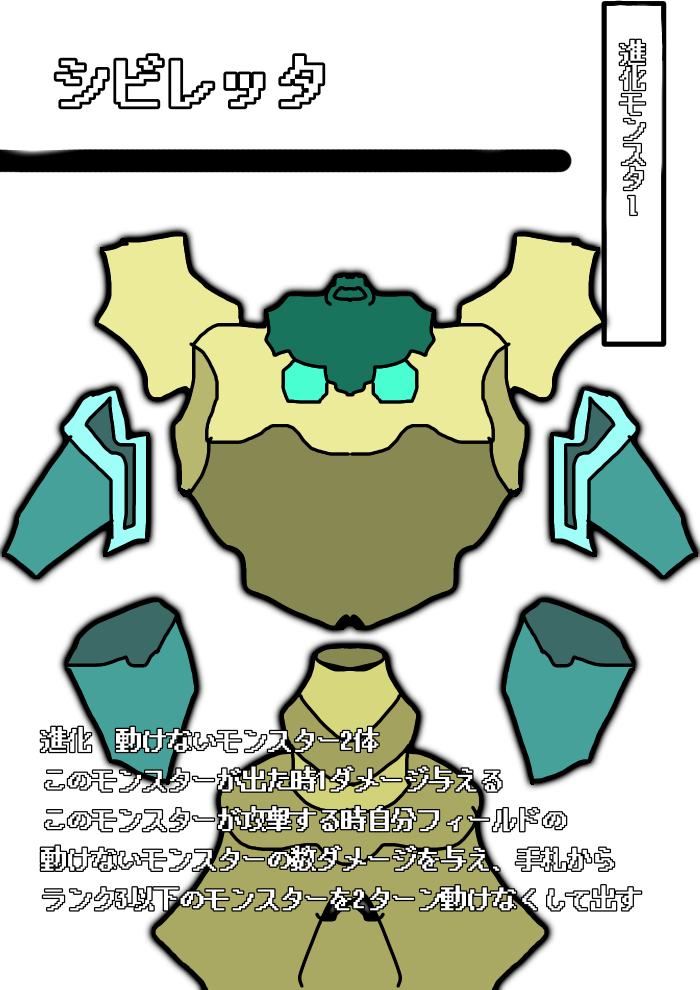 シビレッタ
進化モンスター
進化　動けないモンスター2体
このモンスターが出た時1ダメージ与える
このモンスターが攻撃する時自分フィールドの
動けないモンスターの数ダメージを与え、手札から
ランク3以下のモンスターを2ターン動けなくして出す